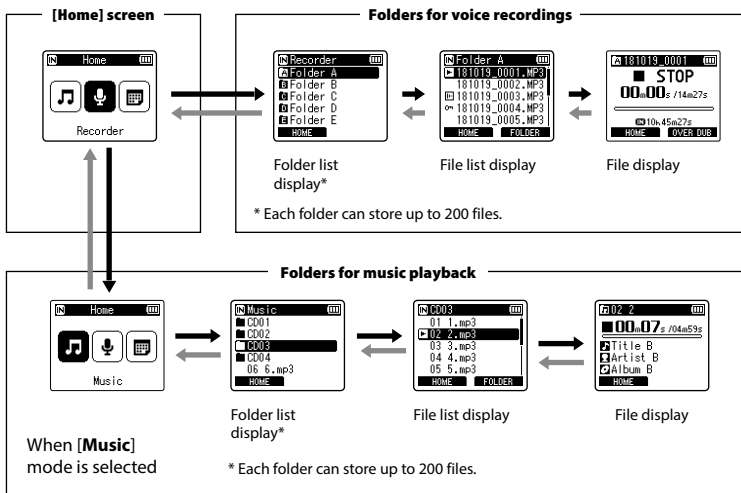 [Home] screen
Home
Recorder
Folders for voice recordings
Recorder
Folder A
Folder B
Folder C
Folder D
Folder E
HOME
Folder list
display*
Folder A
181019_0001.MP3
181019_0002.MP3
181019_0003.MP3
181019_0004.MP3
181019_0005.MP3
HOME FOLDER
File list display
181019_0001
STOP
00m00s /14m27s
10h45m27s
HOME OVER DUB
File display
* Each folder can store up to 200 files.
Folders for music playback
Home
Music
When [Music]
mode is selected
Music
CD01
CD02
CD03
CD04
06 6.mp3
HOME
Folder list
display*
CD03
01 1.mp3
02 2.mp3
03 3.mp3
04 4.mp3
05 5.mp3
HOME FOLDER
File list display
02 2
00m07s /04m59s
Title B
Artist B
Album B
HOME
File display
* Each folder can store up to 200 files.